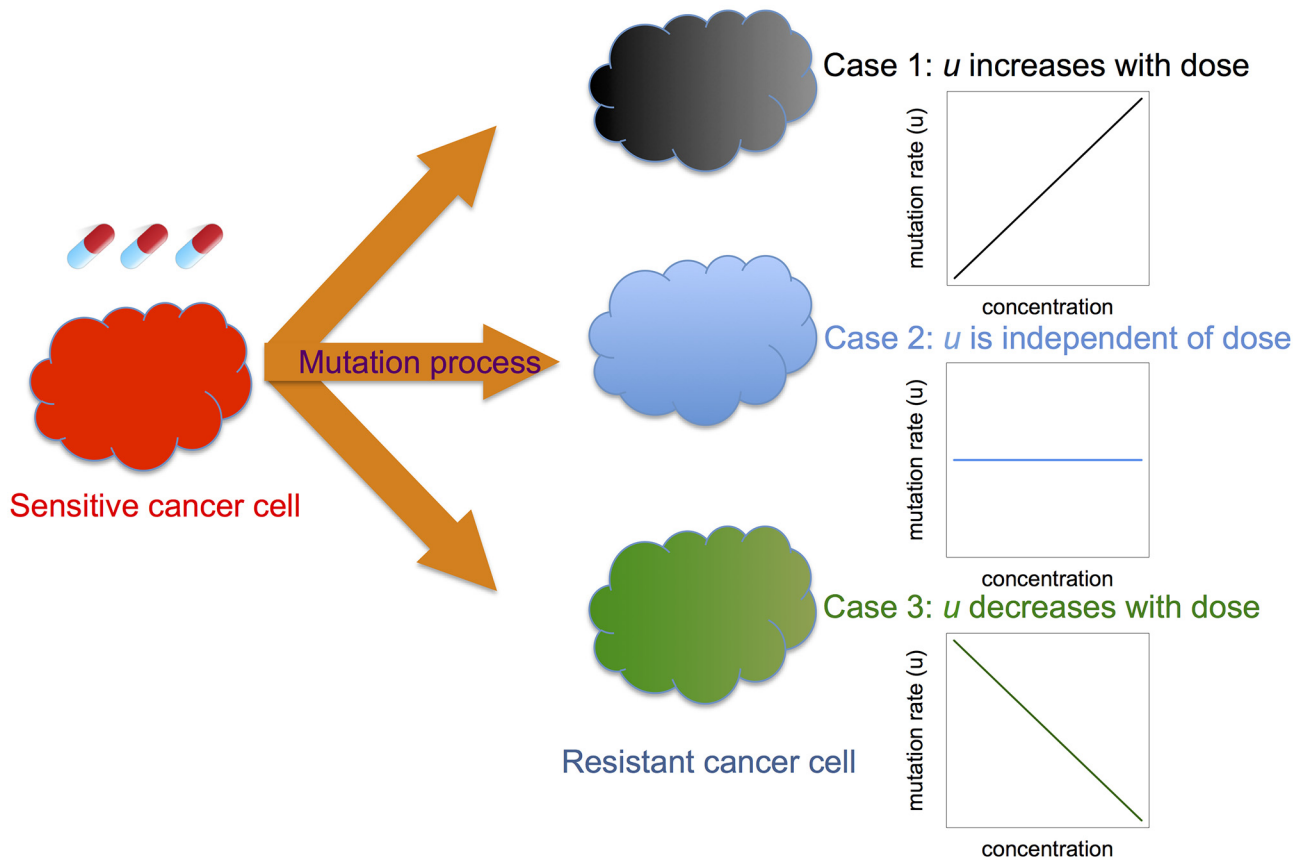 Case 1: u increases with dose
mutation rate (u)
concentration
Sensitive cancer cell
Mutation process
Case 2: u is independent of dose
mutation rate (u)
concentration
Case 3: u decreases with dose
mutation rate (u)
concentration
Resistant cancer cell